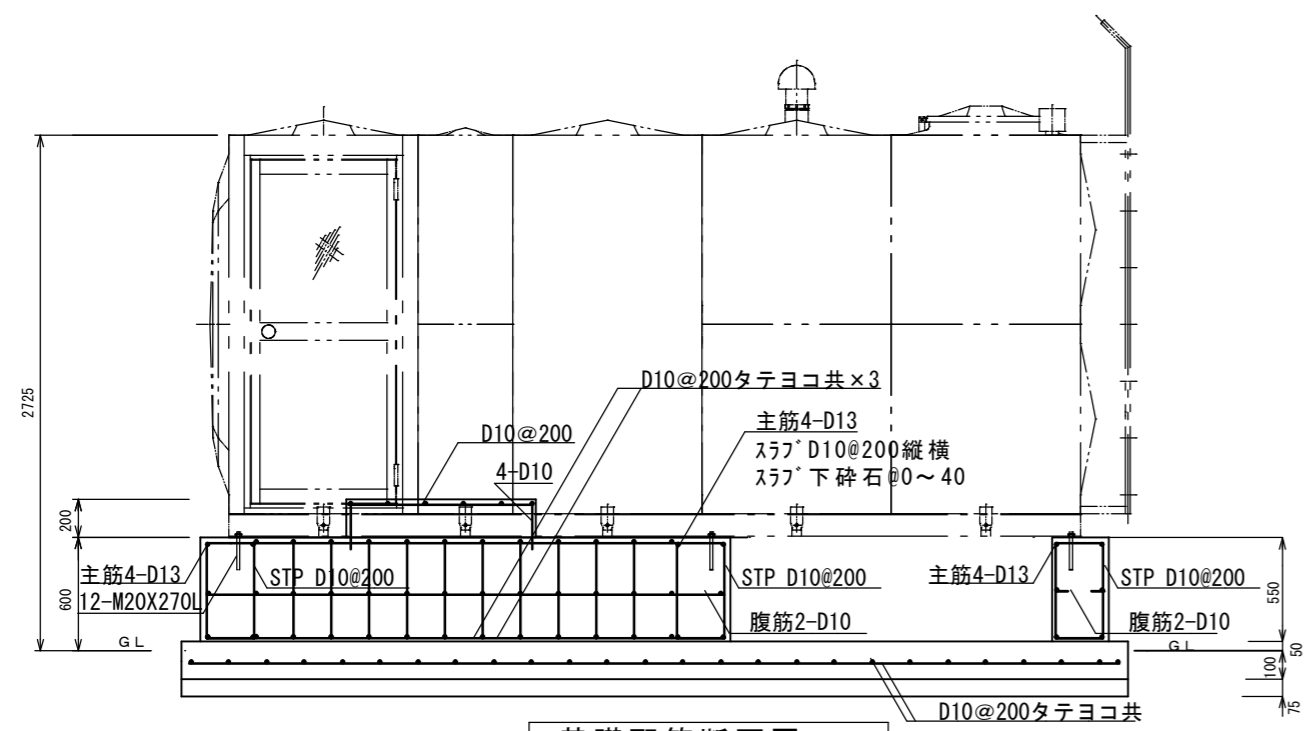 D10@200タテヨコ共×3
主筋4-D13
スラブD10@200縦横
スラブ下砕石@0～40
D10@200
4-D10
2725
200
600
主筋4-D13
12-M20X270L
STP D10@200
STP D10@200
腹筋2-D10
主筋4-D13
STP D10@200
腹筋2-D10
550
GL
GL
50
100
75
D10@200タテヨコ共